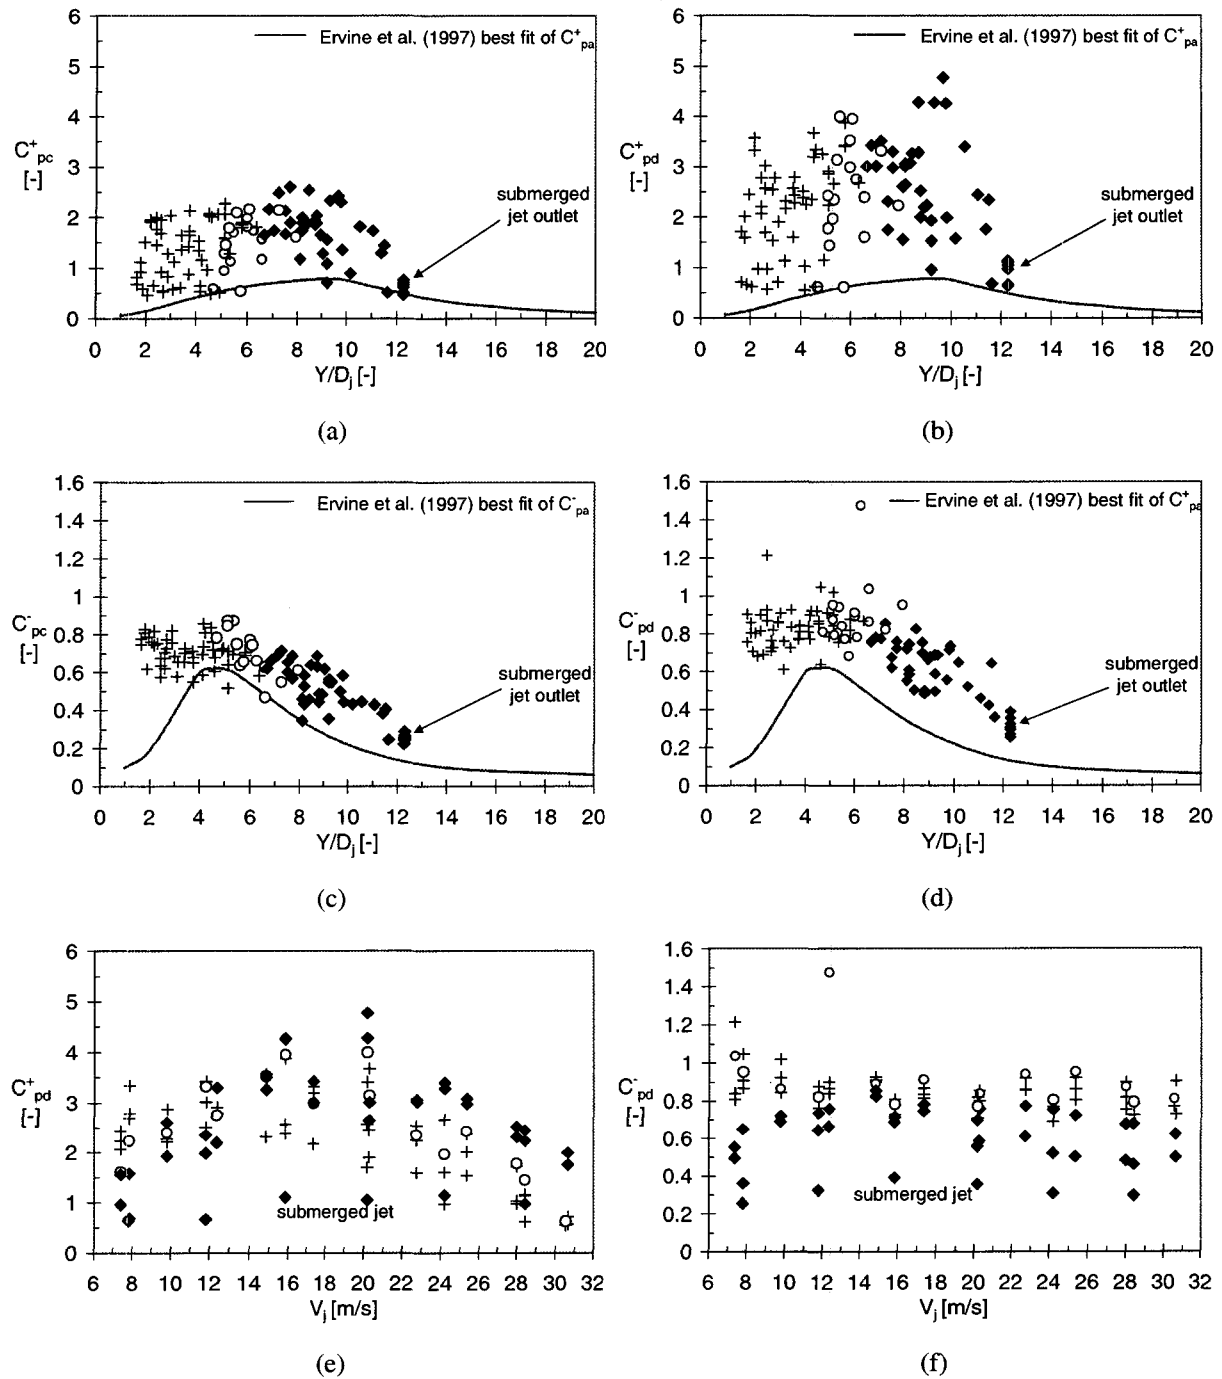 Ervine et al. (1997) best fit of C⁺pa
6
5
4
3
2
1
0
C⁺pc
[-]
submerged
jet outlet
0 2 4 6 8 10 12 14 16 18 20
Y/Dj [-]
(a)
Ervine et al. (1997) best fit of C⁺pa
6
5
4
3
2
1
0
C⁺pd
[-]
submerged
jet outlet
0 2 4 6 8 10 12 14 16 18 20
Y/Dj [-]
(b)
Ervine et al. (1997) best fit of C⁻pa
1.6
1.4
1.2
1
0.8
0.6
0.4
0.2
0
C⁻pc
[-]
submerged
jet outlet
0 2 4 6 8 10 12 14 16 18 20
Y/Dj [-]
(c)
Ervine et al. (1997) best fit of C⁺pa
1.6
1.4
1.2
1
0.8
0.6
0.4
0.2
0
C⁻pd
[-]
submerged
jet outlet
0 2 4 6 8 10 12 14 16 18 20
Y/Dj [-]
(d)
6
5
4
3
2
1
0
C⁺pd
[-]
submerged jet
6 8 10 12 14 16 18 20 22 24 26 28 30 32
Vj [m/s]
(e)
1.6
1.4
1.2
1
0.8
0.6
0.4
0.2
0
C⁻pd
[-]
submerged jet
6 8 10 12 14 16 18 20 22 24 26 28 30 32
Vj [m/s]
(f)